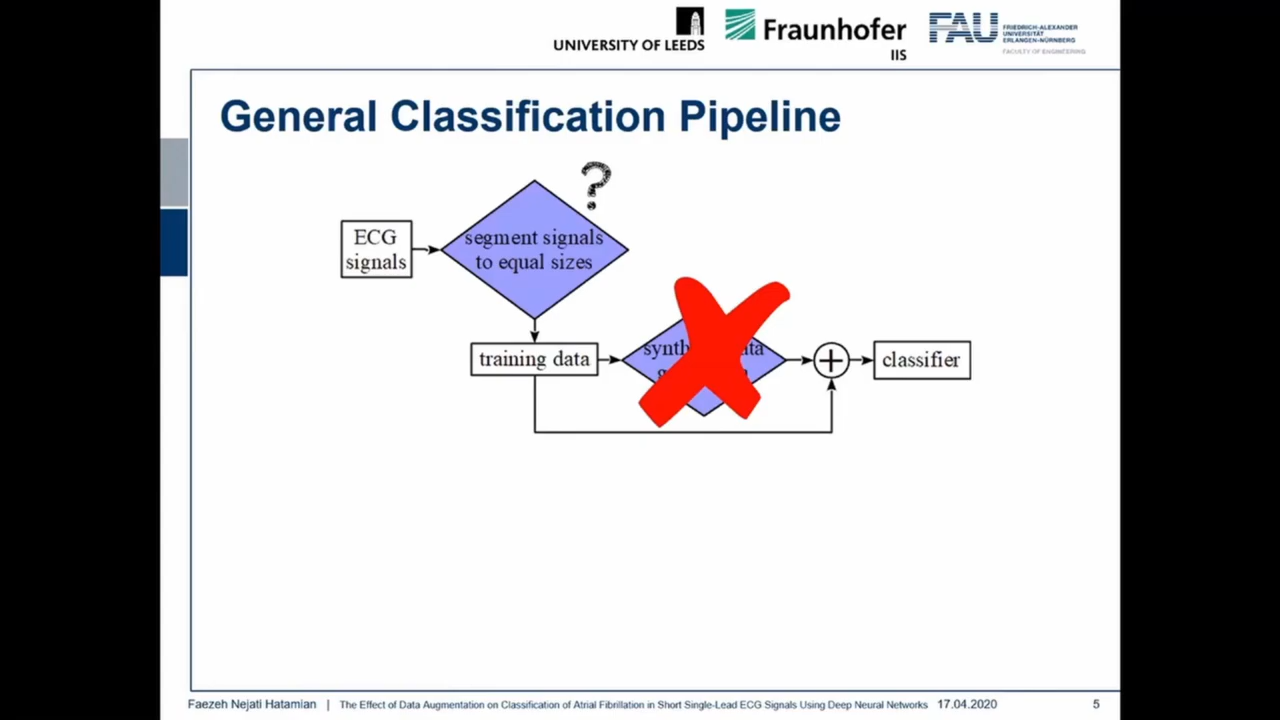 UNIVERSITY OF LEEDS
Fraunhofer
IIS
FAU
FRIEDRICH-ALEXANDER
UNIVERSITÄT
ERLANGEN-NÜRNBERG
FACULTY OF ENGINEERING
General Classification Pipeline
?
ECG
signals
segment signals
to equal sizes
training data
classifier
Faezeh Nejati Hatamian | The Effect of Data Augmentation on Classification of Atrial Fibrillation in Short Single-Lead ECG Signals Using Deep Neural Networks 17.04.2020 5